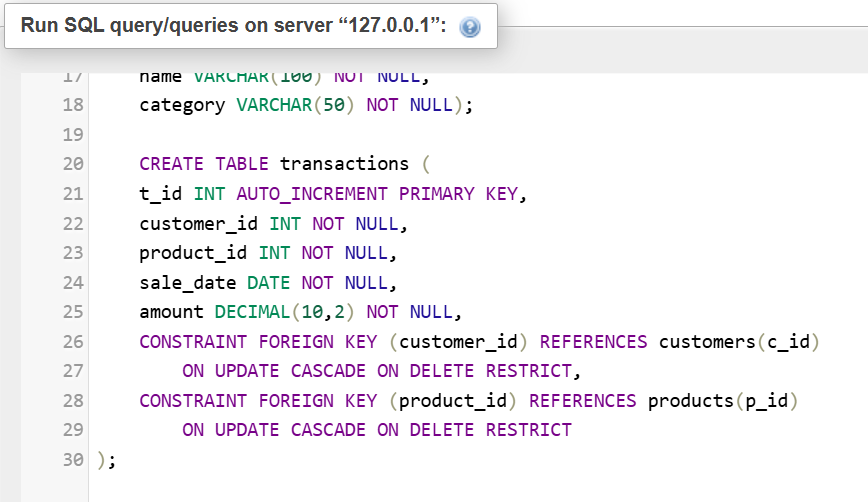 Run SQL query/queries on server “127.0.0.1”:
17 name VARCHAR(100) NOT NULL,
18 category VARCHAR(50) NOT NULL);
19
20 CREATE TABLE transactions (
21 t_id INT AUTO_INCREMENT PRIMARY KEY,
22 customer_id INT NOT NULL,
23 product_id INT NOT NULL,
24 sale_date DATE NOT NULL,
25 amount DECIMAL(10,2) NOT NULL,
26 CONSTRAINT FOREIGN KEY (customer_id) REFERENCES customers(c_id)
27 ON UPDATE CASCADE ON DELETE RESTRICT,
28 CONSTRAINT FOREIGN KEY (product_id) REFERENCES products(p_id)
29 ON UPDATE CASCADE ON DELETE RESTRICT
30 );